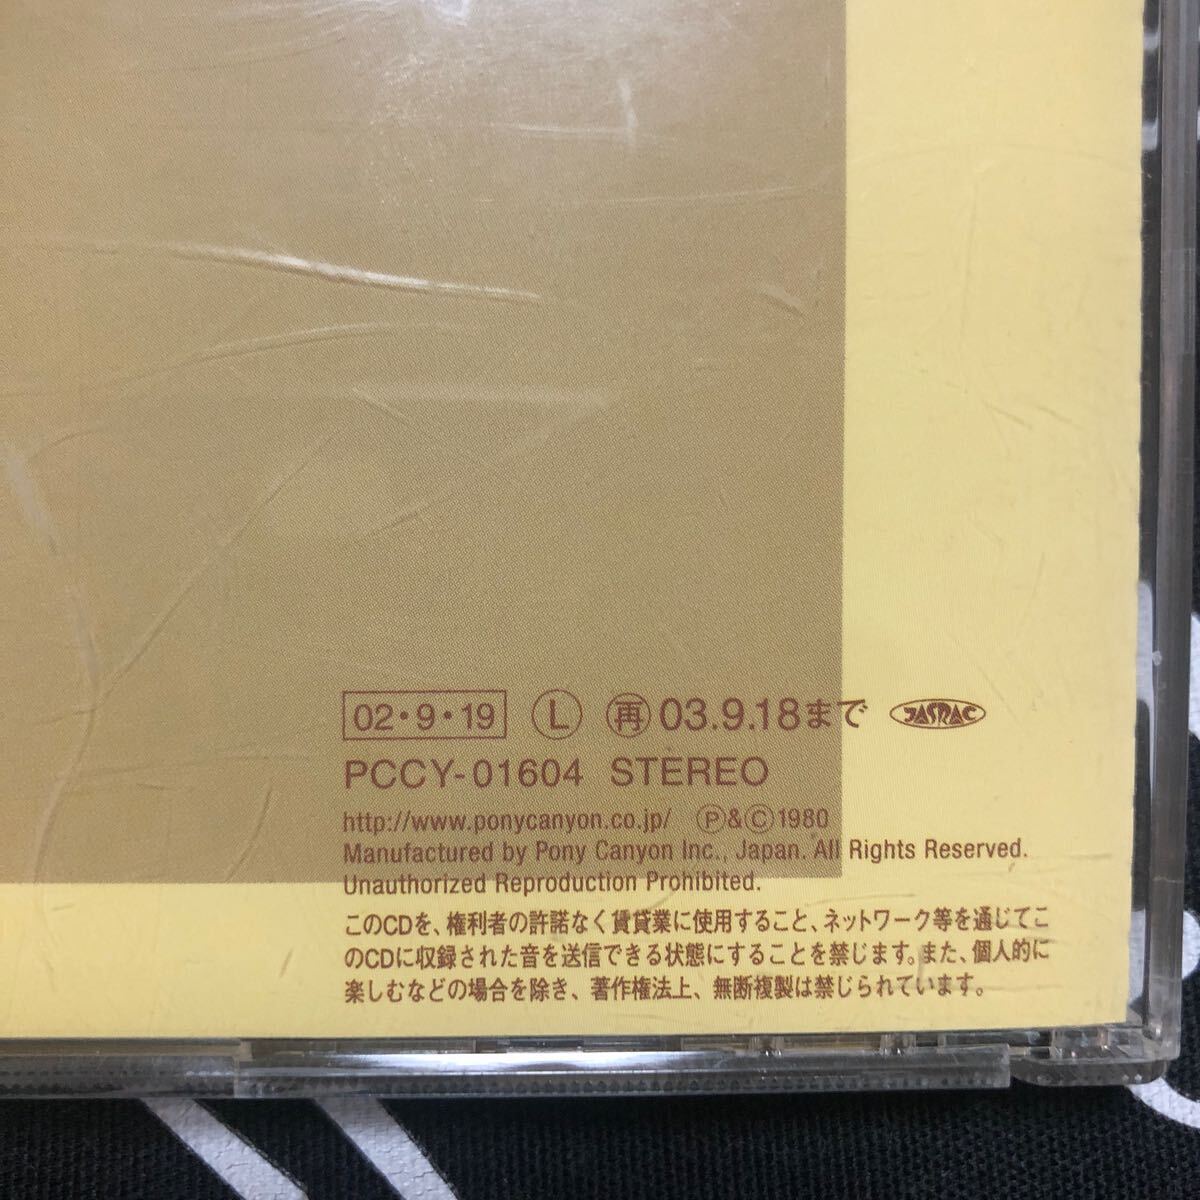 02・9・19 Ⓛ ㊢ 03.9.18まで JASRAC
PCCY-01604 STEREO
http://www.ponycanyon.co.jp/ Ⓟ&Ⓒ1980
Manufactured by Pony Canyon Inc., Japan. All Rights Reserved.
Unauthorized Reproduction Prohibited.
このCDを、権利者の許諾なく賃貸業に使用すること、ネットワーク等を通じてこ
のCDに収録された音を送信できる状態にすることを禁じます。また、個人的に
楽しむなどの場合を除き、著作権法上、無断複製は禁じられています。